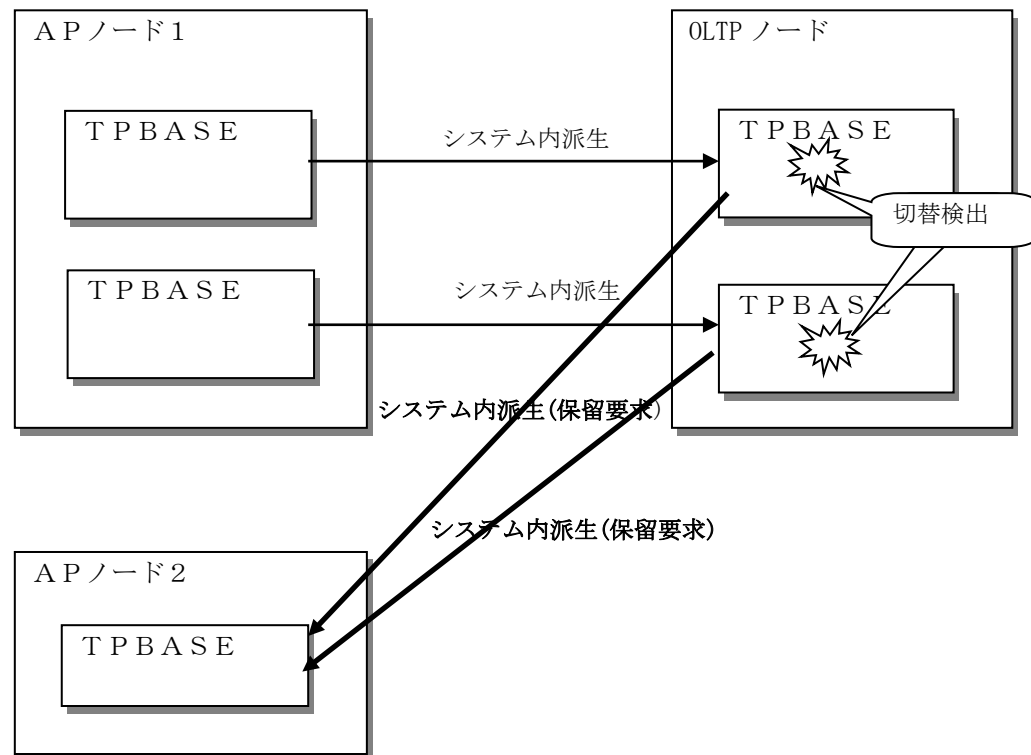 ＡＰノード１
OLTP ノード
ＴＰＢＡＳＥ
システム内派生
ＴＰＢＡＳＥ
切替検出
ＴＰＢＡＳＥ
システム内派生
ＴＰＢＡＳＥ
システム内派生(保留要求)
システム内派生(保留要求)
ＡＰノード２
ＴＰＢＡＳＥ